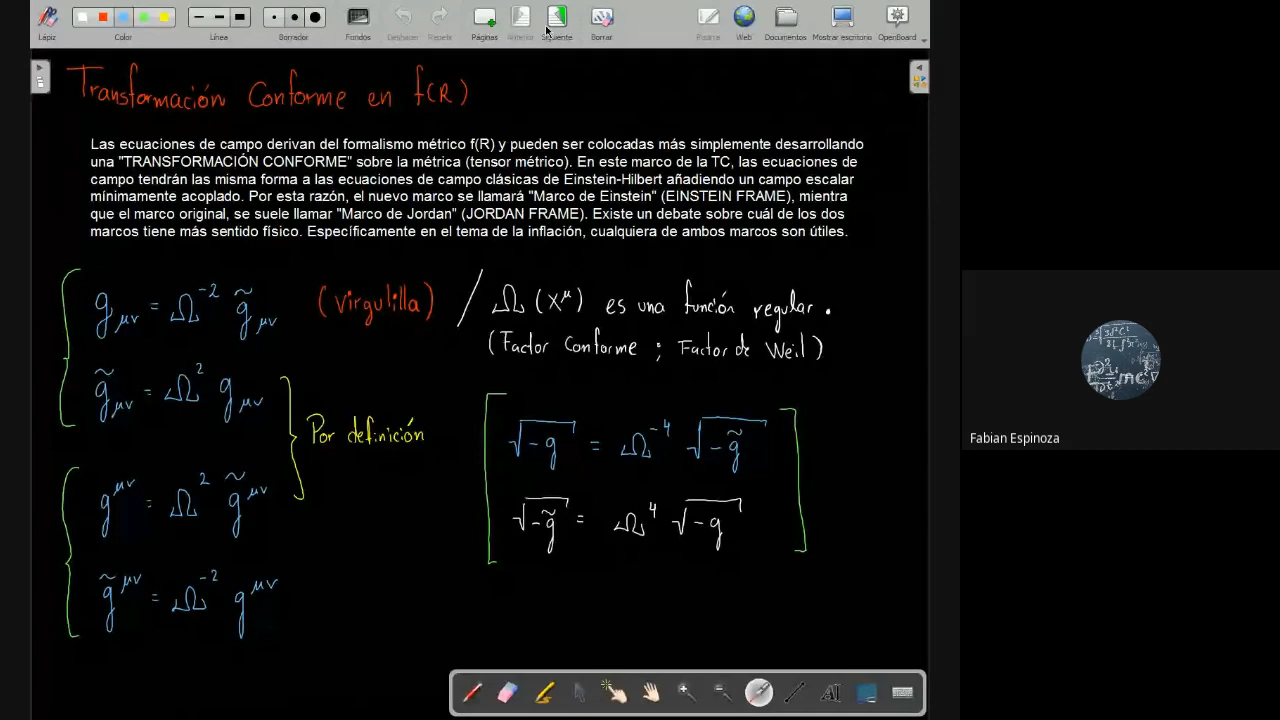 Lápiz Color Línea Borrador Fondos Deshacer Repetir Páginas Anterior Siguiente Borrar Pizarra Web Documentos Mostrar escritorio OpenBoard
Transformación Conforme en f(R)
Las ecuaciones de campo derivan del formalismo métrico f(R) y pueden ser colocadas más simplemente desarrollando
una "TRANSFORMACIÓN CONFORME" sobre la métrica (tensor métrico). En este marco de la TC, las ecuaciones de
campo tendrán las misma forma a las ecuaciones de campo clásicas de Einstein-Hilbert añadiendo un campo escalar
mínimamente acoplado. Por esta razón, el nuevo marco se llamará "Marco de Einstein" (EINSTEIN FRAME), mientra
que el marco original, se suele llamar "Marco de Jordan" (JORDAN FRAME). Existe un debate sobre cuál de los dos
marcos tiene más sentido físico. Específicamente en el tema de la inflación, cualquiera de ambos marcos son útiles.
g_μν = Ω⁻² g̃_μν (virgulilla) / Ω(x^μ) es una función regular.
(Factor Conforme ; Factor de Weil)
g̃_μν = Ω² g_μν
Por definición
g^μν = Ω² g̃^μν
g̃^μν = Ω⁻² g^μν
√-g = Ω⁻⁴ √-g̃
√-g̃ = Ω⁴ √-g
Fabian Espinoza